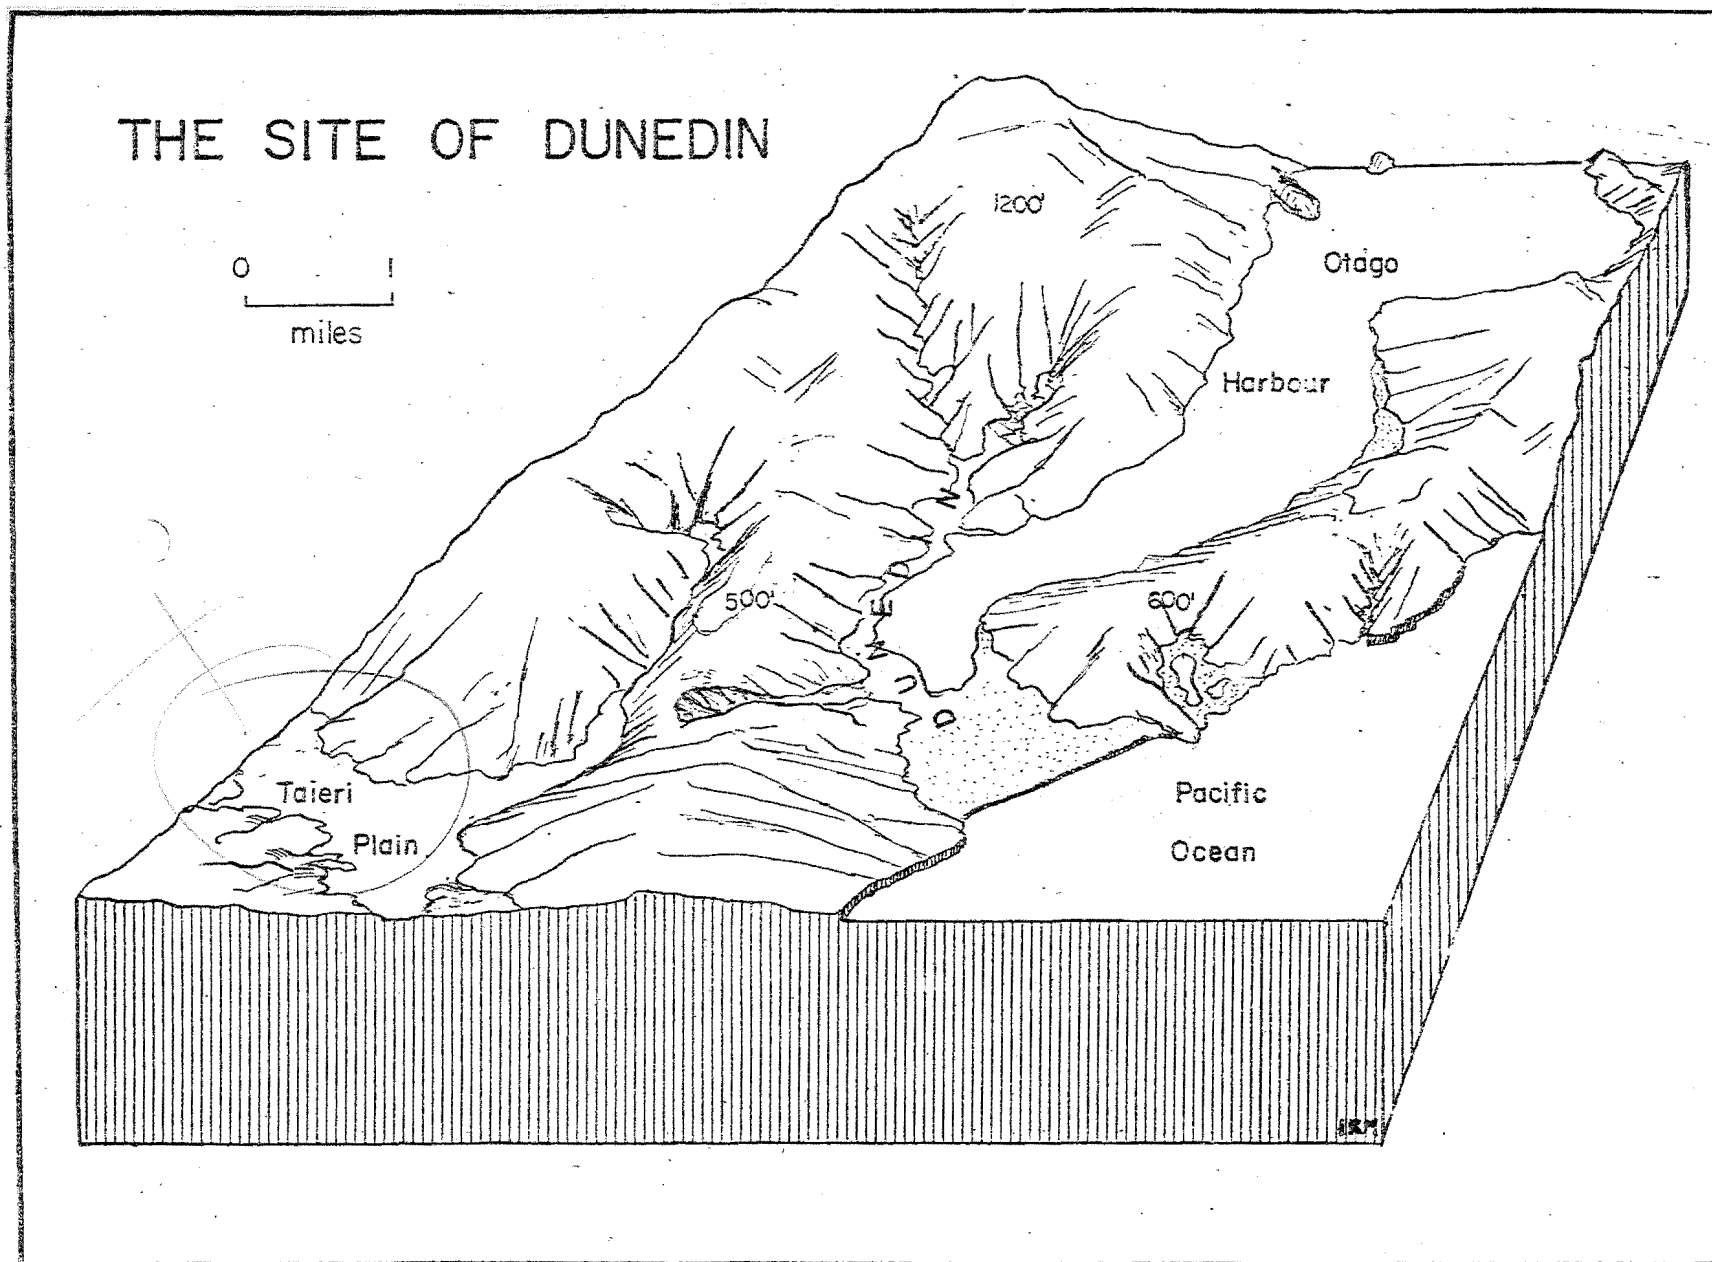 THE SITE OF DUNEDIN
0 1
miles
1200'
Otago
Harbour
500'
600'
DUNEDIN
Taieri
Plain
Pacific
Ocean